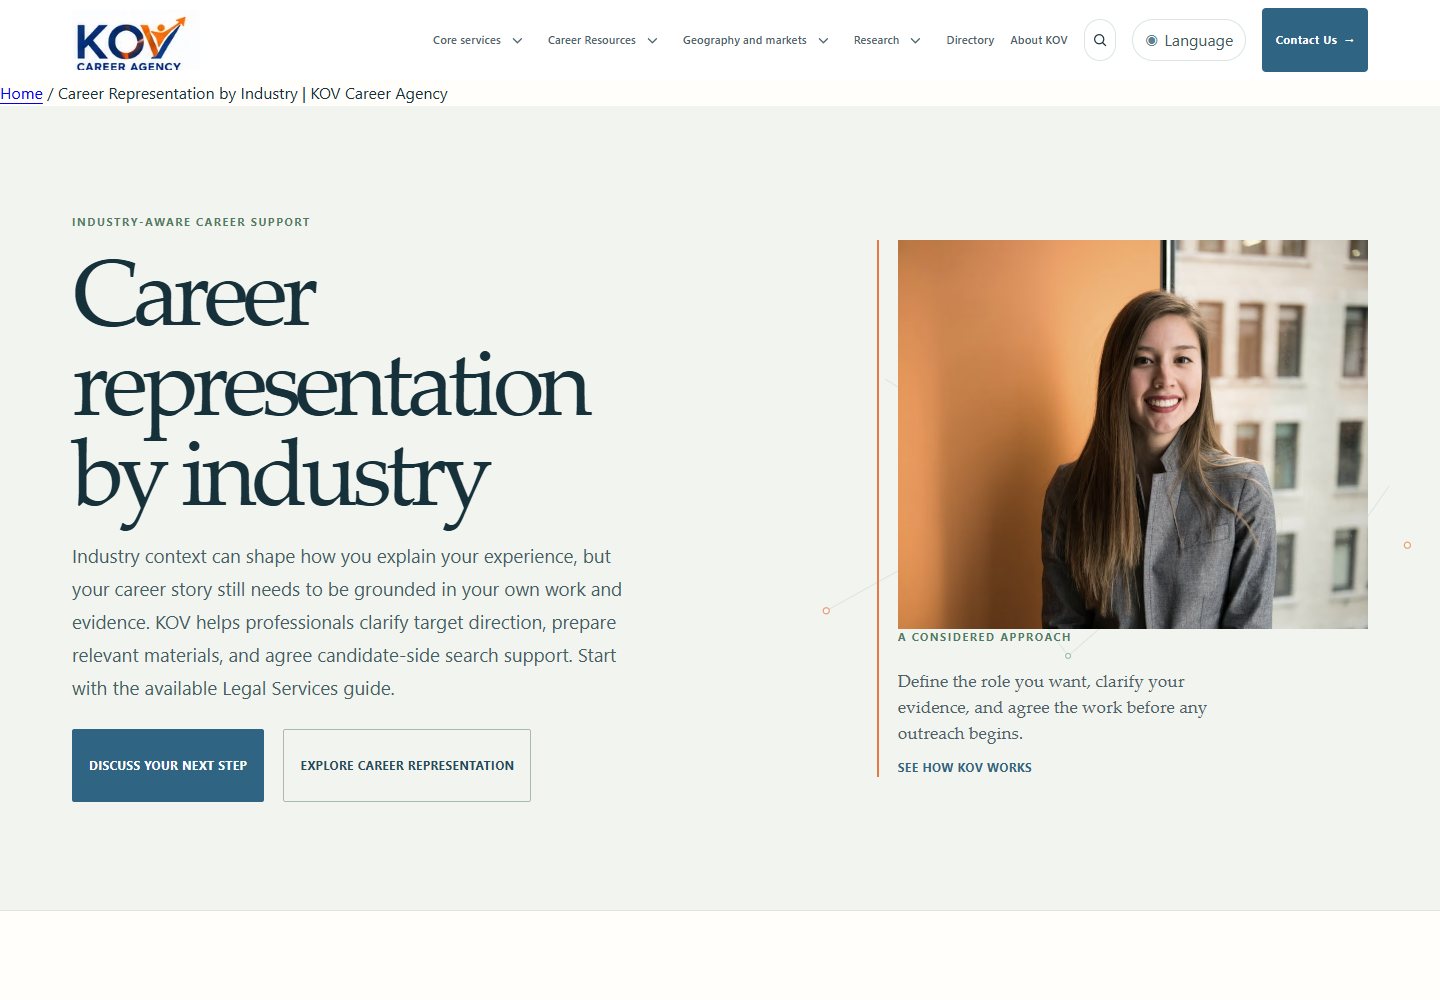 KOV
CAREER AGENCY
Core services
Career Resources
Geography and markets
Research
Directory
About KOV
Language
Contact Us →
Home / Career Representation by Industry | KOV Career Agency
INDUSTRY-AWARE CAREER SUPPORT
Career
representation
by industry
Industry context can shape how you explain your experience, but
your career story still needs to be grounded in your own work and
evidence. KOV helps professionals clarify target direction, prepare
relevant materials, and agree candidate-side search support. Start
with the available Legal Services guide.
DISCUSS YOUR NEXT STEP
EXPLORE CAREER REPRESENTATION
A CONSIDERED APPROACH
Define the role you want, clarify your
evidence, and agree the work before any
outreach begins.
SEE HOW KOV WORKS